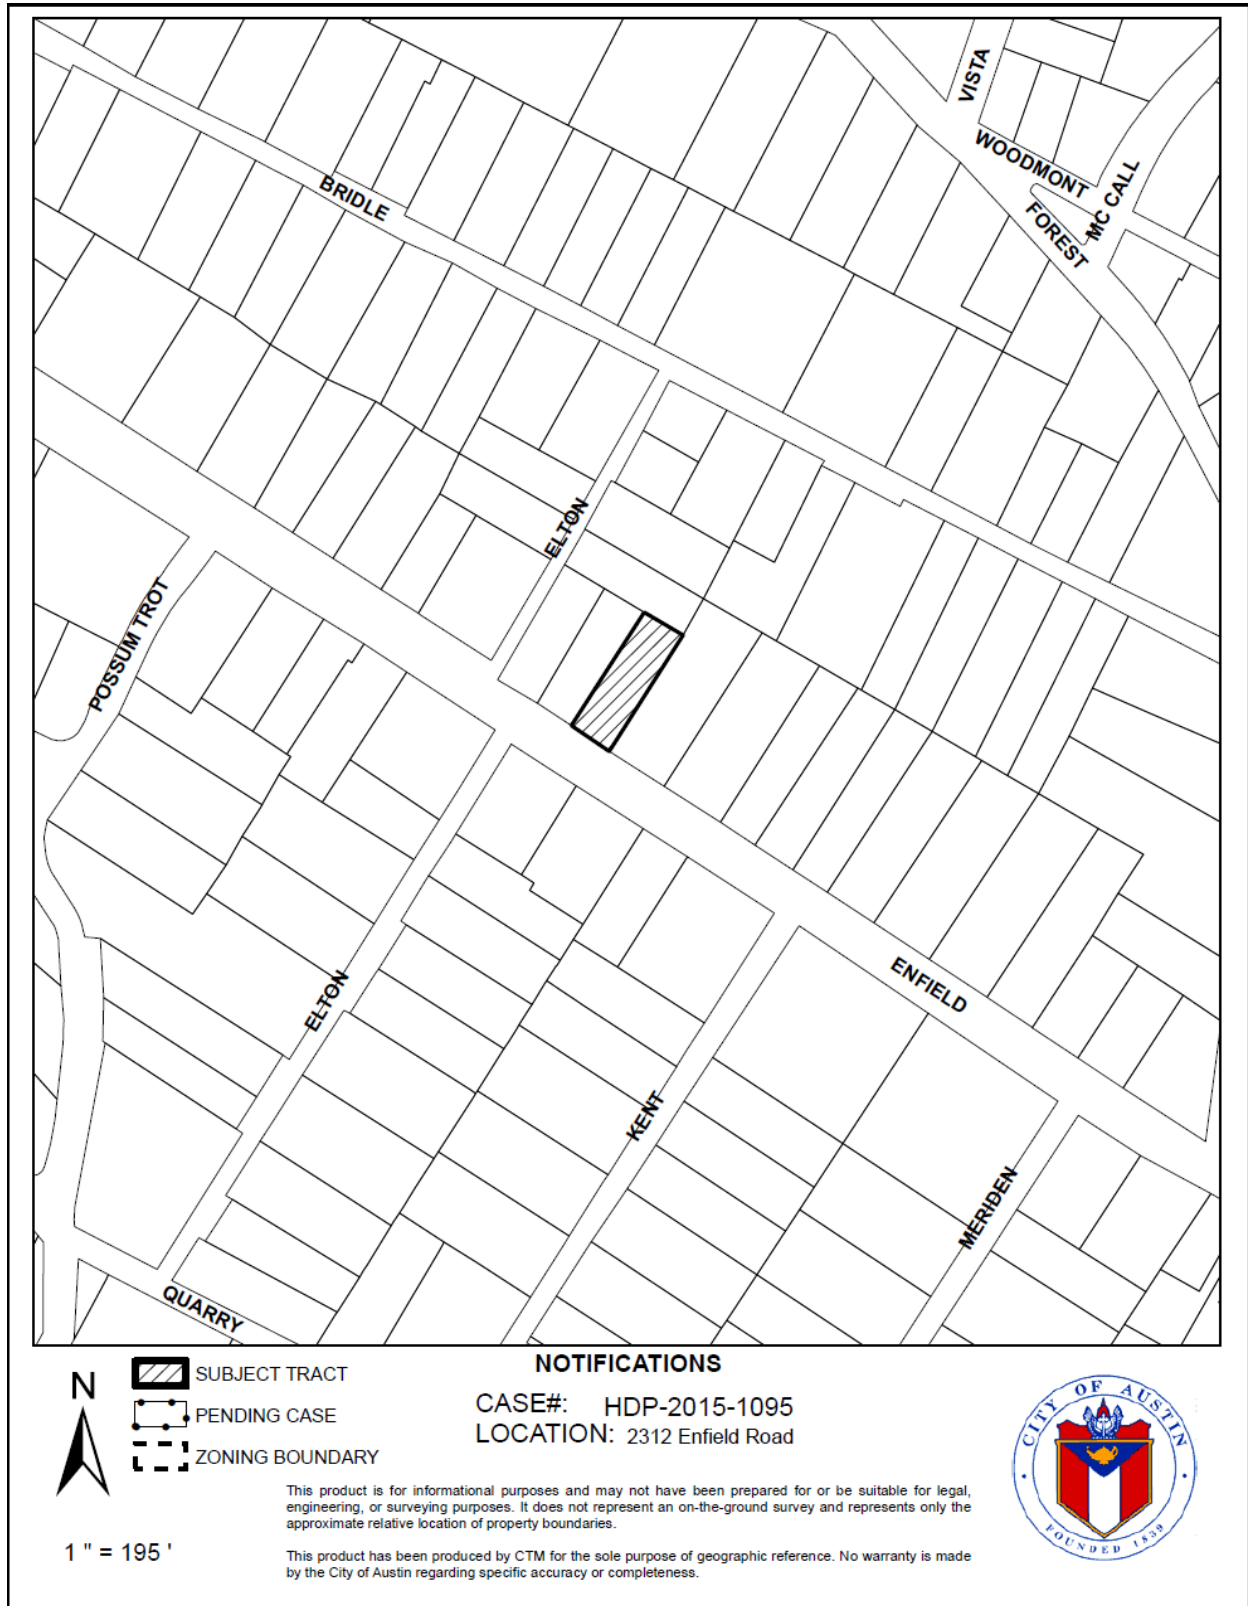 VISTA
WOODMONT
MC CALL
FOREST
BRIDLE
ELTON
POSSUM TROT
ENFIELD
ELTON
KENT
MERIDEN
QUARRY
N
1 " = 195 '
SUBJECT TRACT
PENDING CASE
ZONING BOUNDARY
NOTIFICATIONS
CASE#: HDP-2015-1095
LOCATION: 2312 Enfield Road
This product is for informational purposes and may not have been prepared for or be suitable for legal,
engineering, or surveying purposes. It does not represent an on-the-ground survey and represents only the
approximate relative location of property boundaries.
This product has been produced by CTM for the sole purpose of geographic reference. No warranty is made
by the City of Austin regarding specific accuracy or completeness.
CITY OF AUSTIN
FOUNDED 1839